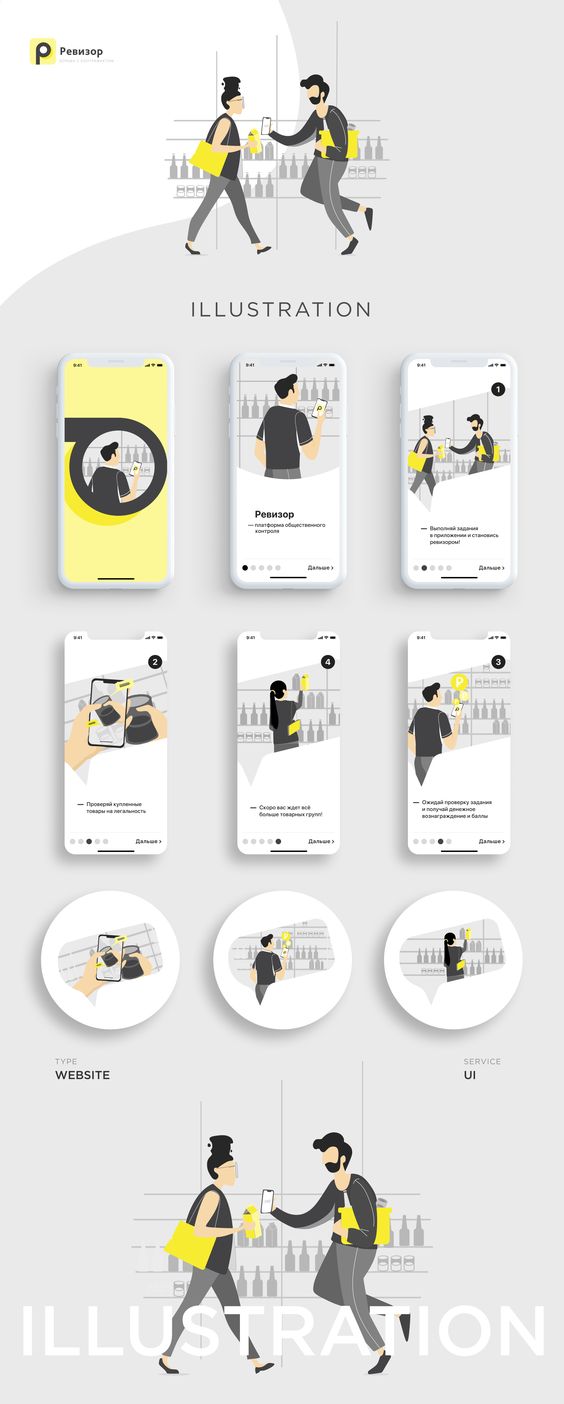 Ревизор
ILLUSTRATION
9:41
9:41
9:41
1
Ревизор
— платформа общественного
контроля
Дальше >
— Выполняй задания
в приложении и становись
ревизором!
Дальше >
9:41
9:41
9:41
2
4
3
— Проверяй купленные
товары на легальность
Дальше >
— Скоро вас ждет всё
больше товарных групп!
Дальше >
— Ожидай проверку задания
и получай денежное
вознаграждение и баллы
Дальше >
TYPE
WEBSITE
SERVICE
UI
ILLUSTRATION